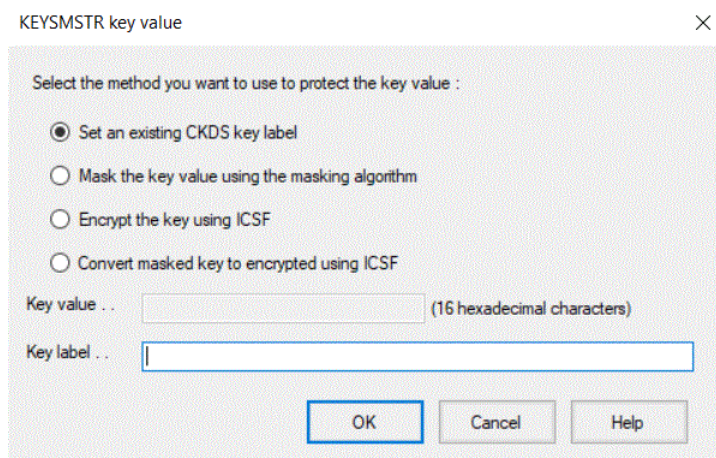 KEYSMSTR key value
Select the method you want to use to protect the key value :
Set an existing CKDS key label
Mask the key value using the masking algorithm
Encrypt the key using ICSF
Convert masked key to encrypted using ICSF
Key value . . (16 hexadecimal characters)
Key label . .
OK Cancel Help